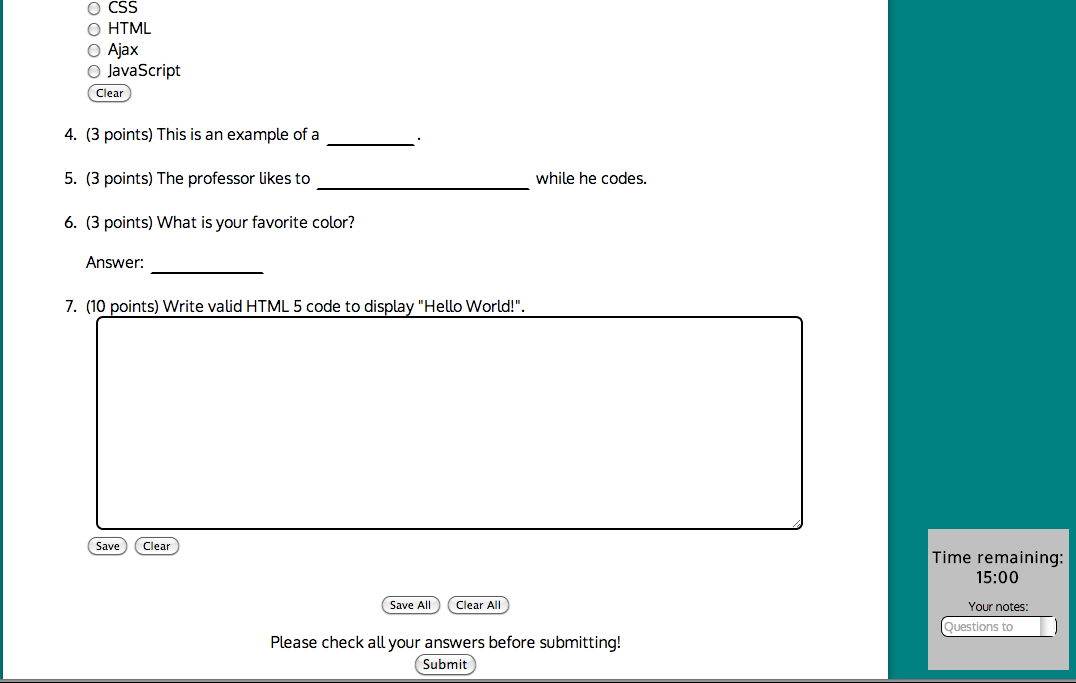 CSS
HTML
Ajax
JavaScript
Clear
4. (3 points) This is an example of a __________ .
5. (3 points) The professor likes to ________________________ while he codes.
6. (3 points) What is your favorite color?
Answer: _____________
7. (10 points) Write valid HTML 5 code to display "Hello World!".
Save Clear
Save All Clear All
Please check all your answers before submitting!
Submit
Time remaining:
15:00
Your notes:
Questions to